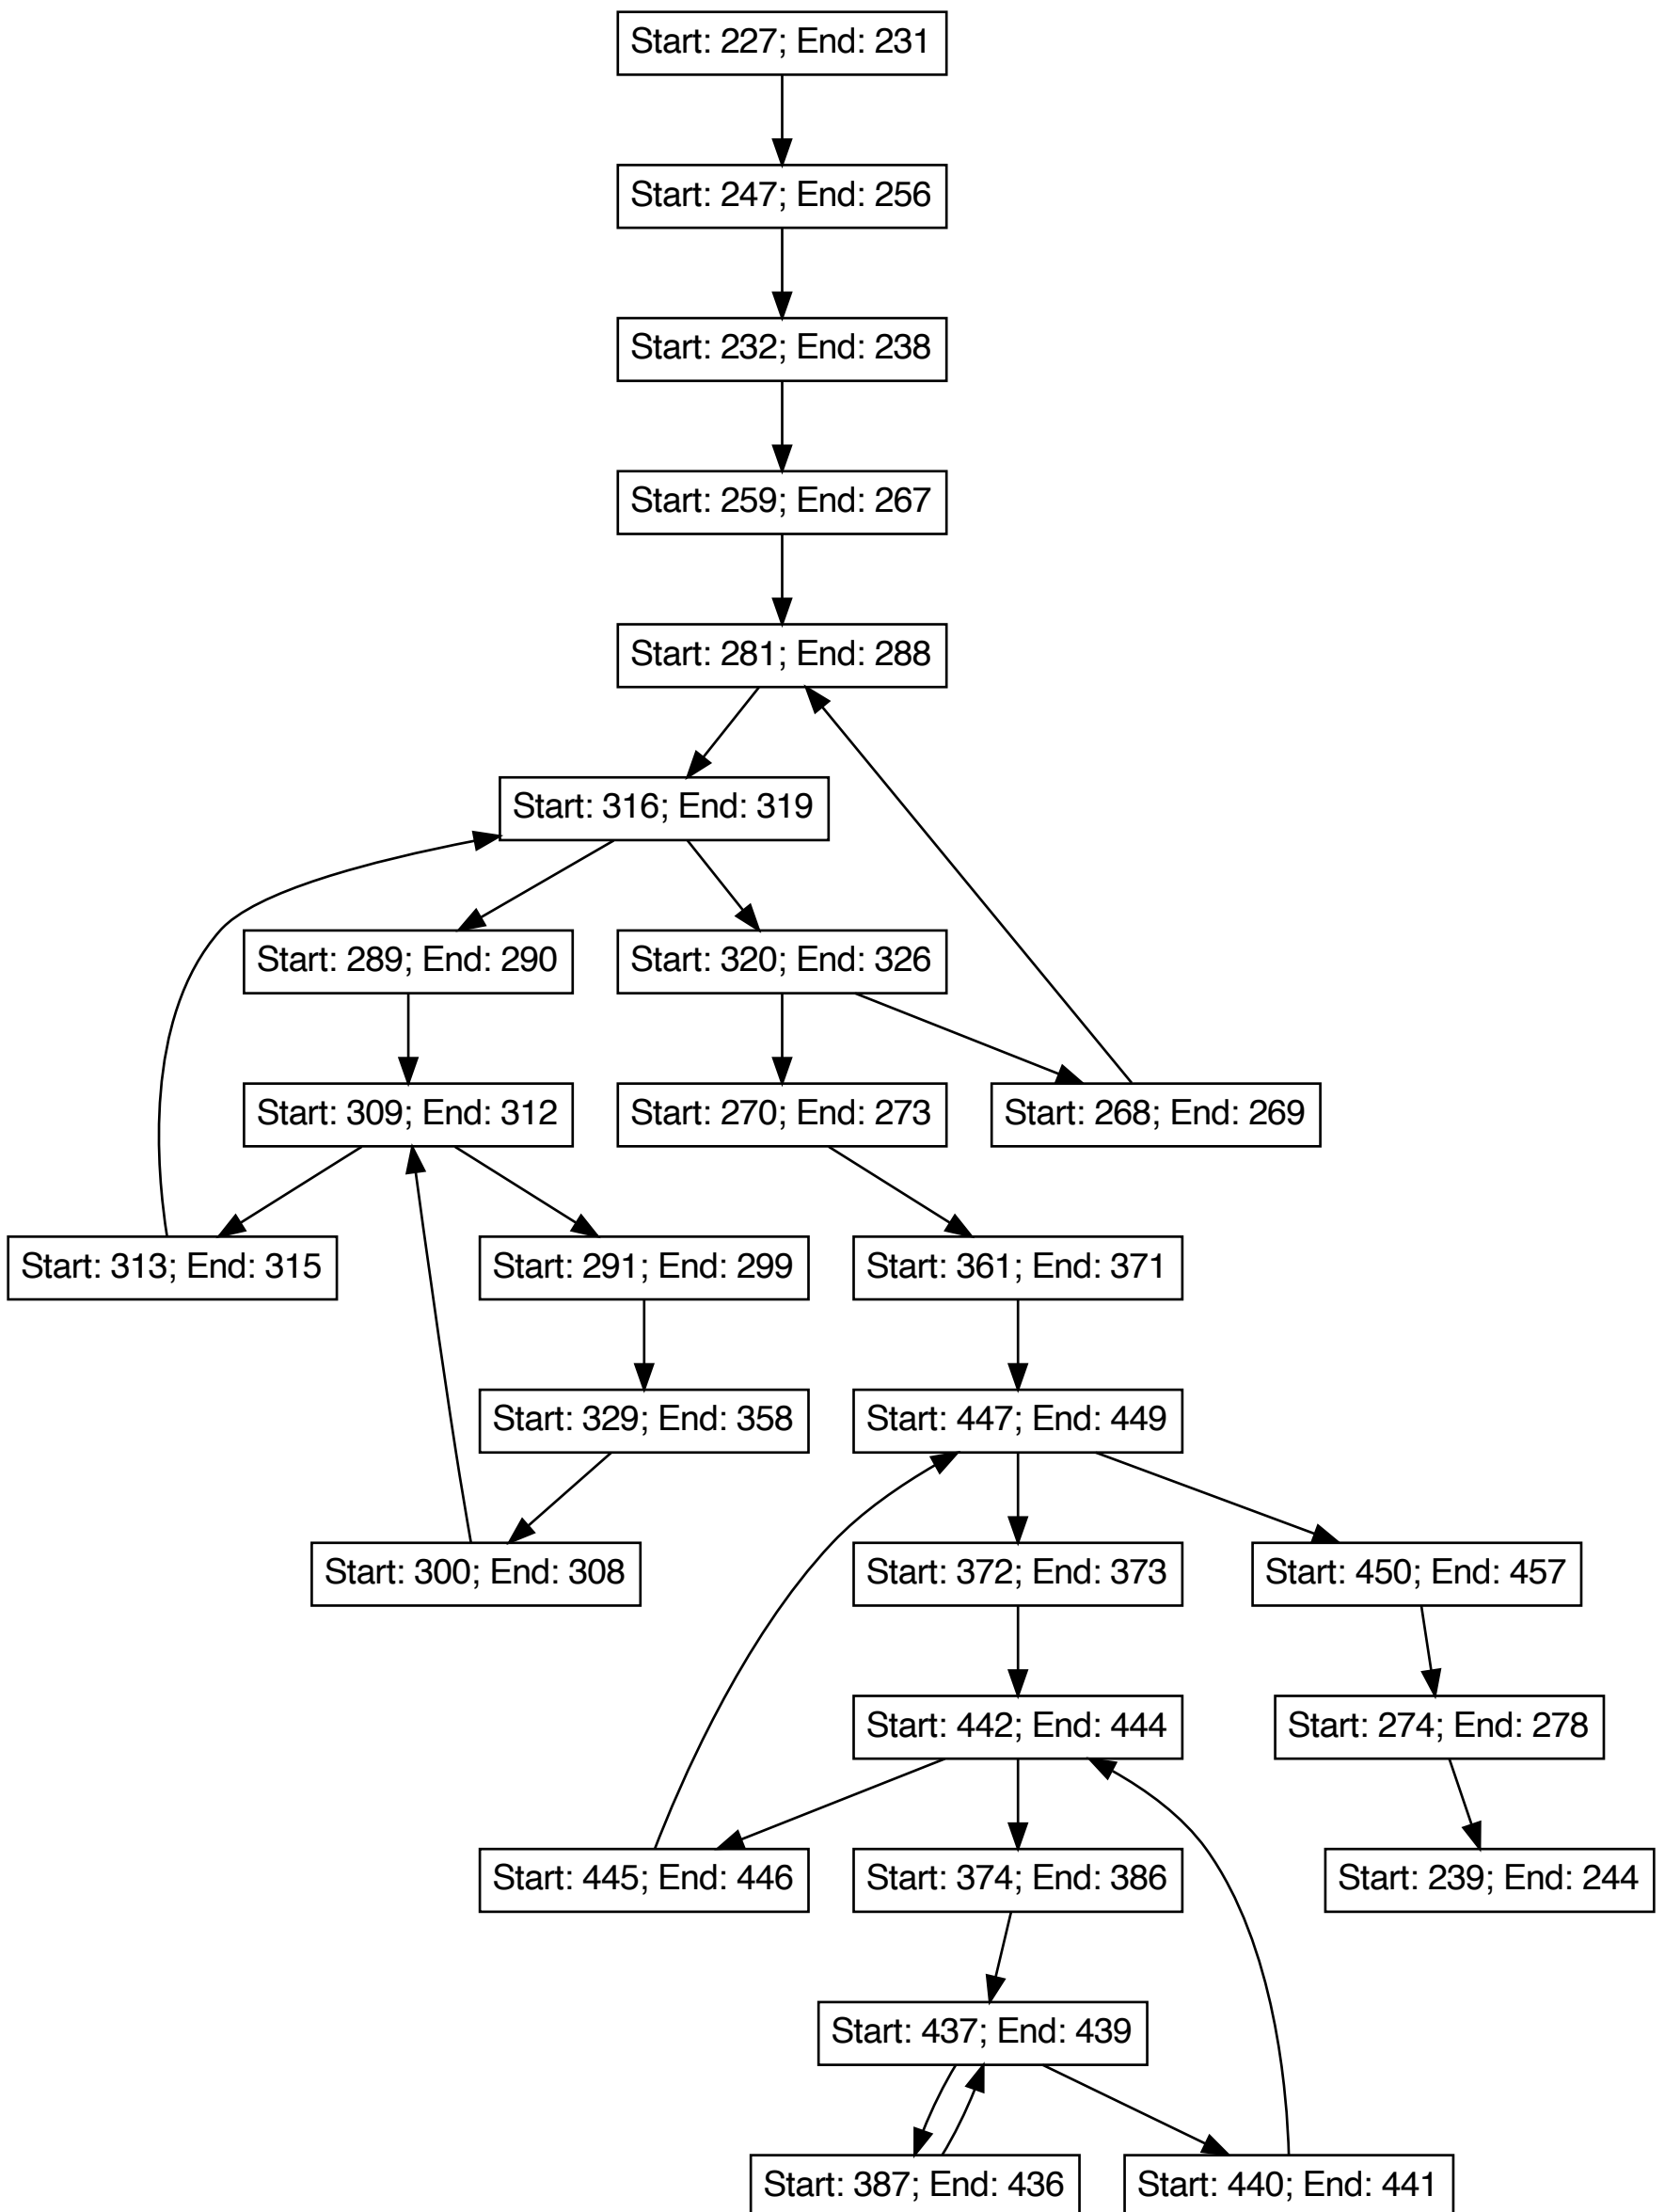 Start: 227; End: 231
Start: 247; End: 256
Start: 232; End: 238
Start: 259; End: 267
Start: 281; End: 288
Start: 316; End: 319
Start: 289; End: 290
Start: 320; End: 326
Start: 309; End: 312
Start: 270; End: 273
Start: 268; End: 269
Start: 313; End: 315
Start: 291; End: 299
Start: 361; End: 371
Start: 329; End: 358
Start: 447; End: 449
Start: 300; End: 308
Start: 372; End: 373
Start: 450; End: 457
Start: 442; End: 444
Start: 274; End: 278
Start: 445; End: 446
Start: 374; End: 386
Start: 239; End: 244
Start: 437; End: 439
Start: 387; End: 436
Start: 440; End: 441